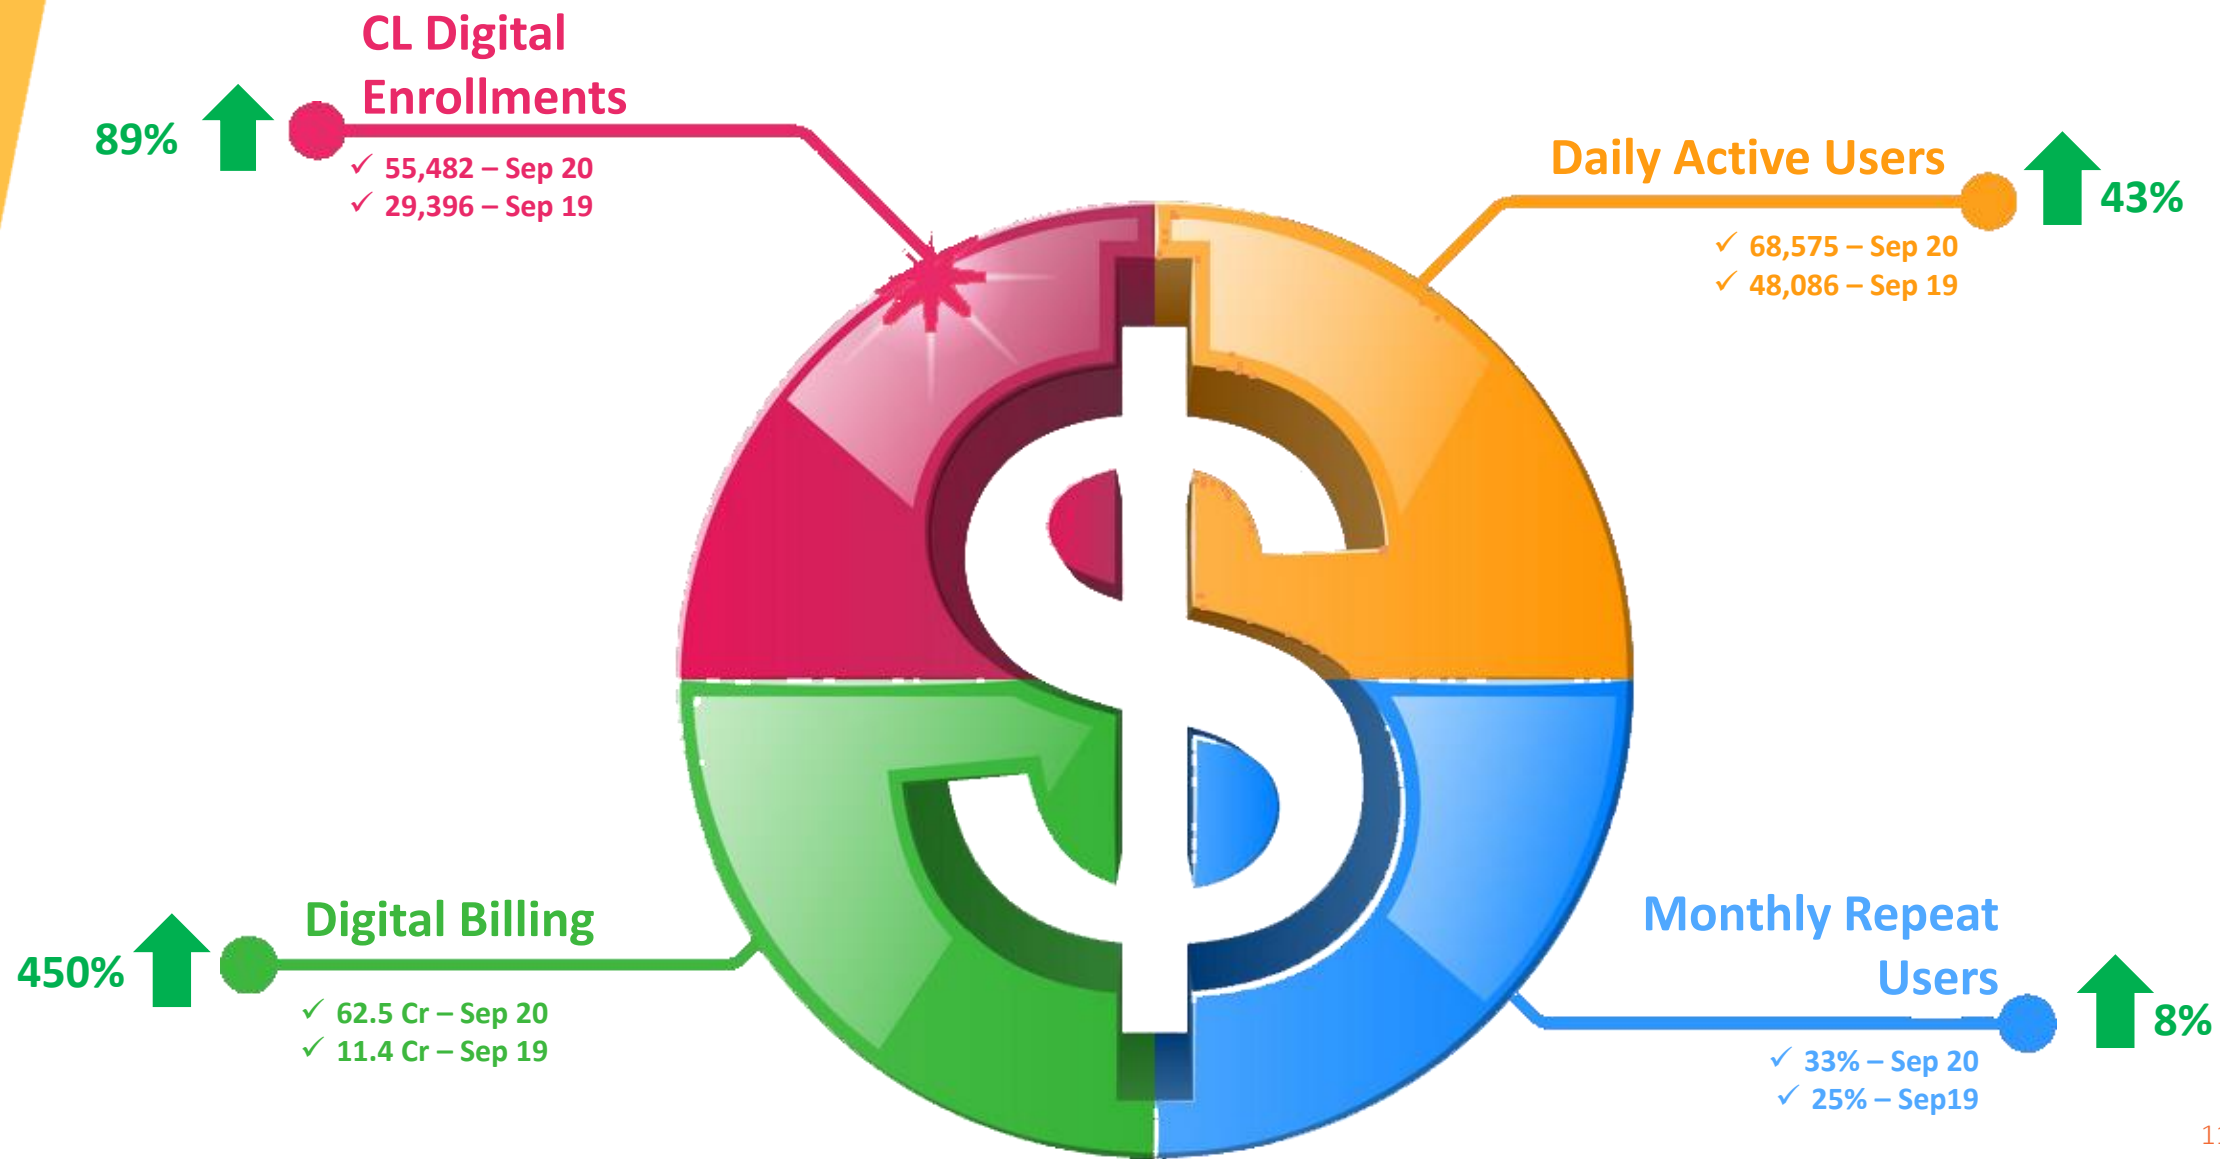 CL Digital
Enrollments
89%
✓ 55,482 – Sep 20
✓ 29,396 – Sep 19
Daily Active Users
43%
✓ 68,575 – Sep 20
✓ 48,086 – Sep 19
Digital Billing
450%
✓ 62.5 Cr – Sep 20
✓ 11.4 Cr – Sep 19
Monthly Repeat
Users
8%
✓ 33% – Sep 20
✓ 25% – Sep19